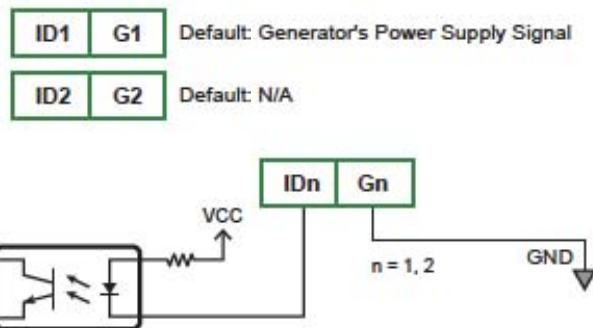 ID1 G1 Default: Generator's Power Supply Signal
ID2 G2 Default: N/A
IDn Gn
VCC
n = 1, 2
GND